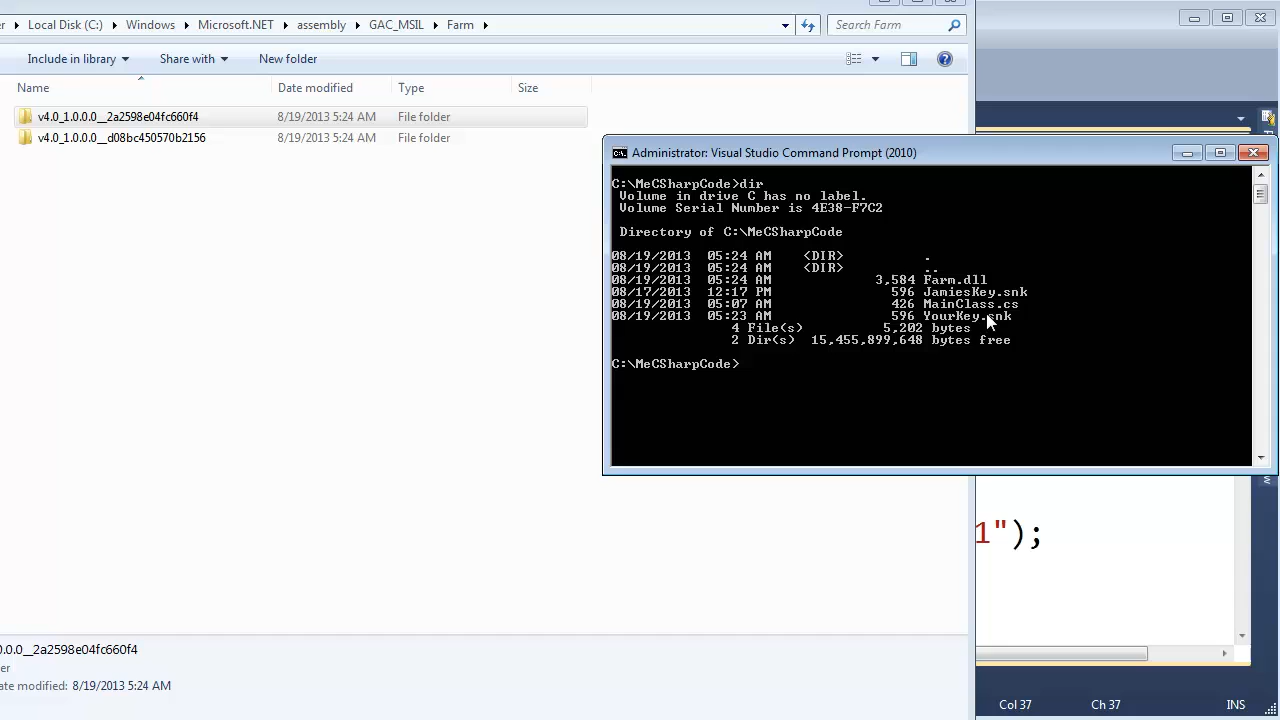 er Local Disk (C:) Windows Microsoft.NET assembly GAC_MSIL Farm Search Farm
Include in library Share with New folder
Name Date modified Type Size
v4.0_1.0.0.0__2a2598e04fc660f4 8/19/2013 5:24 AM File folder
v4.0_1.0.0.0__d08bc450570b2156 8/19/2013 5:24 AM File folder
Administrator: Visual Studio Command Prompt (2010)
C:\MeCSharpCode>dir
Volume in drive C has no label.
Volume Serial Number is 4E38-F7C2
Directory of C:\MeCSharpCode
08/19/2013 05:24 AM <DIR> .
08/19/2013 05:24 AM <DIR> ..
08/19/2013 05:24 AM 3,584 Farm.dll
08/17/2013 12:17 PM 596 JamiesKey.snk
08/19/2013 05:07 AM 426 MainClass.cs
08/19/2013 05:23 AM 596 YourKey.snk
4 File(s) 5,202 bytes
2 Dir(s) 15,455,899,648 bytes free
C:\MeCSharpCode>
1");
0.0.0__2a2598e04fc660f4
er
ate modified: 8/19/2013 5:24 AM
Col 37 Ch 37 INS